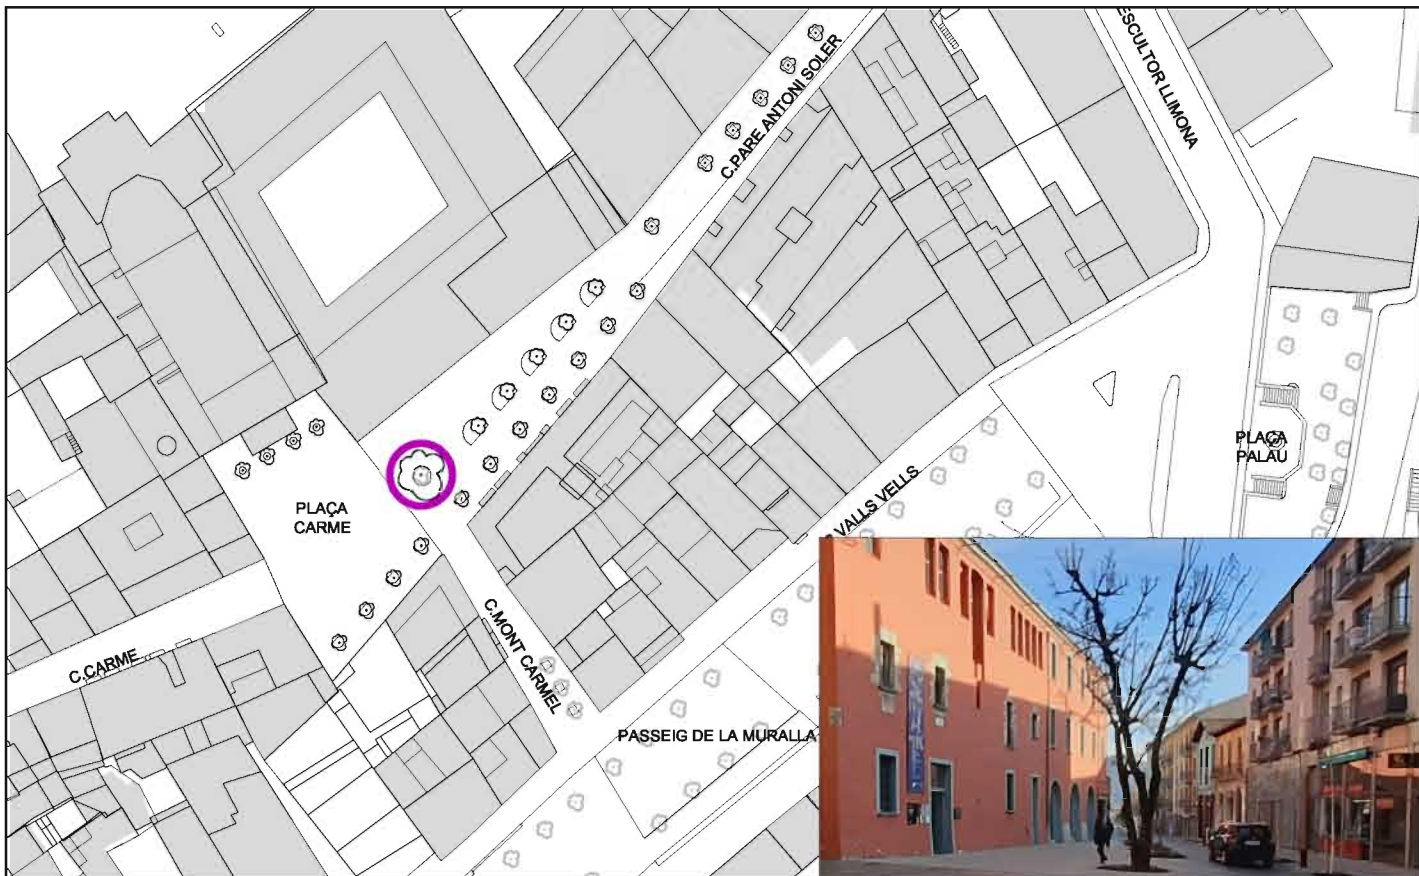 ESCULTOR LLIMONA
C.PARE ANTONI SOLER
PLAÇA
PALAU
PLAÇA
CARME
VALLS VELLS
C.MONT CARMEL
C.CARME
PASSEIG DE LA MURALLA